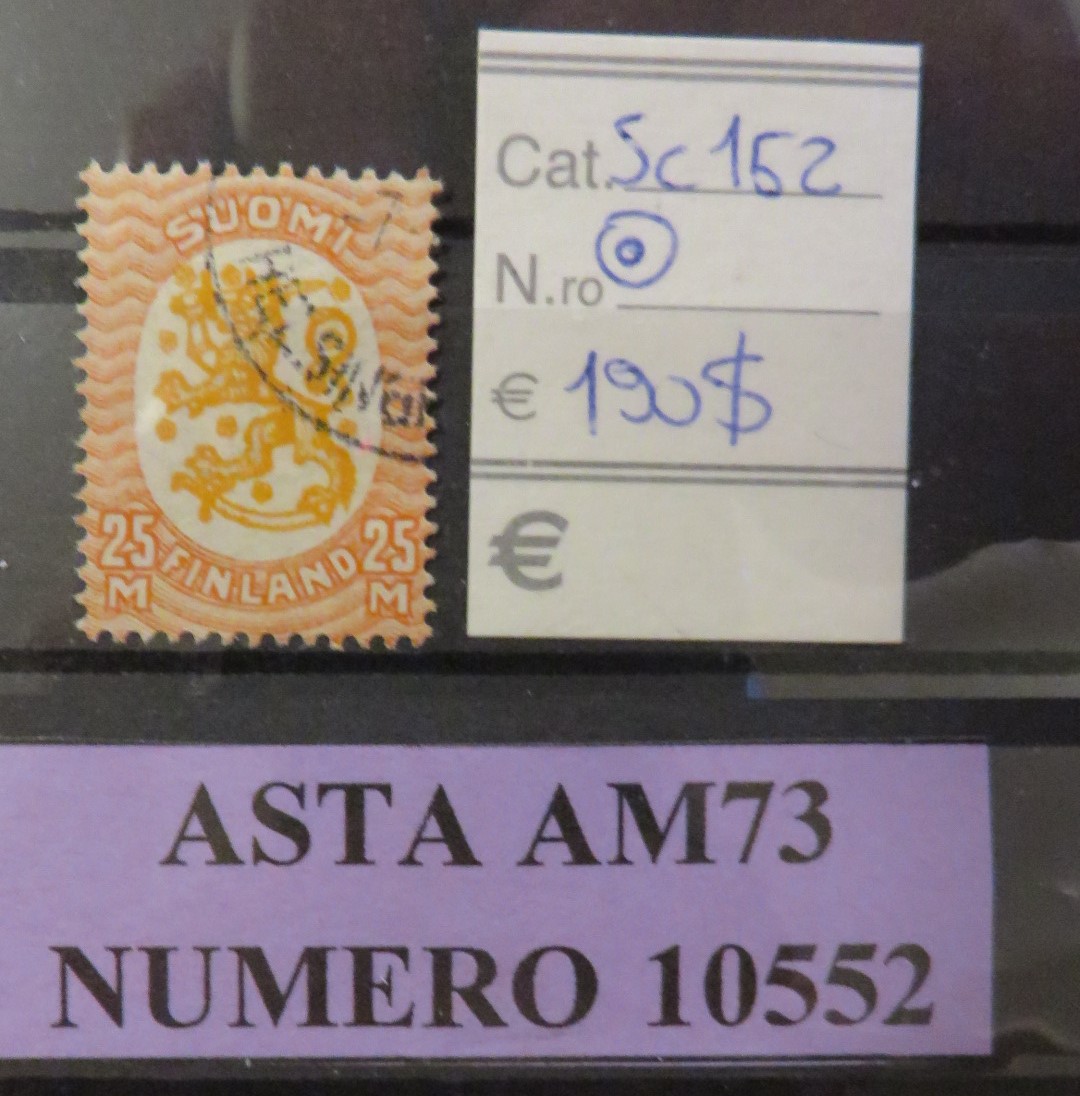 SUOMI
25 FINLAND 25
M M
Cat. Sc 152
N.ro
€ 190$
€
ASTA AM73
NUMERO 10552